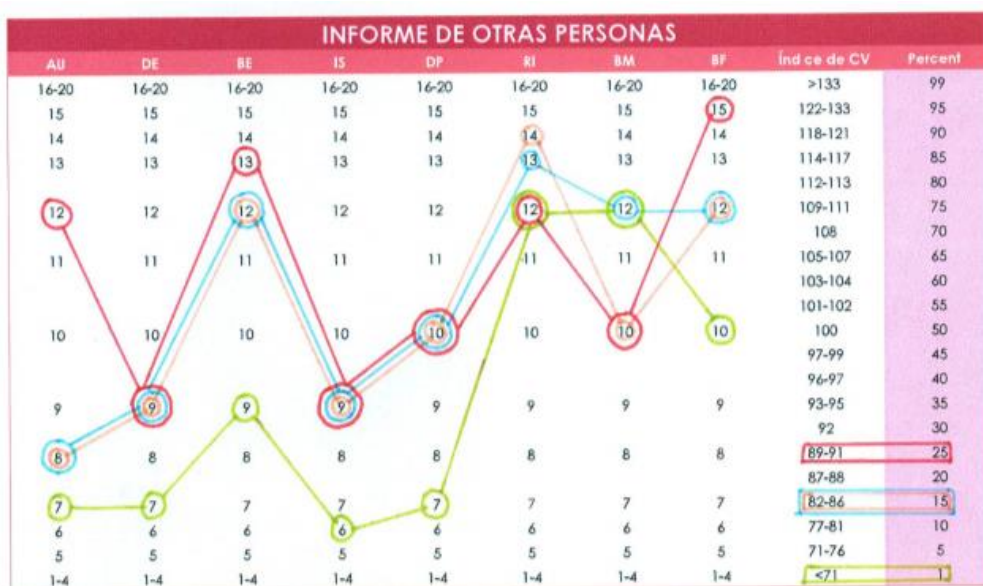 INFORME DE OTRAS PERSONAS
AU DE BE IS DP RI BM BF Índ ce de CV Percent
16-20 16-20 16-20 16-20 16-20 16-20 16-20 16-20 >133 99
15 15 15 15 15 15 15 15 122-133 95
14 14 14 14 14 14 14 14 118-121 90
13 13 13 13 13 13 13 13 114-117 85
112-113 80
12 12 12 12 12 12 12 12 109-111 75
108 70
11 11 11 11 11 11 11 11 105-107 65
103-104 60
101-102 55
10 10 10 10 10 10 10 10 100 50
97-99 45
96-97 40
9 9 9 9 9 9 9 9 93-95 35
92 30
8 8 8 8 8 8 8 8 89-91 25
87-88 20
7 7 7 7 7 7 7 7 82-86 15
6 6 6 6 6 6 6 6 77-81 10
5 5 5 5 5 5 5 5 71-76 5
1-4 1-4 1-4 1-4 1-4 1-4 1-4 1-4 <71 1